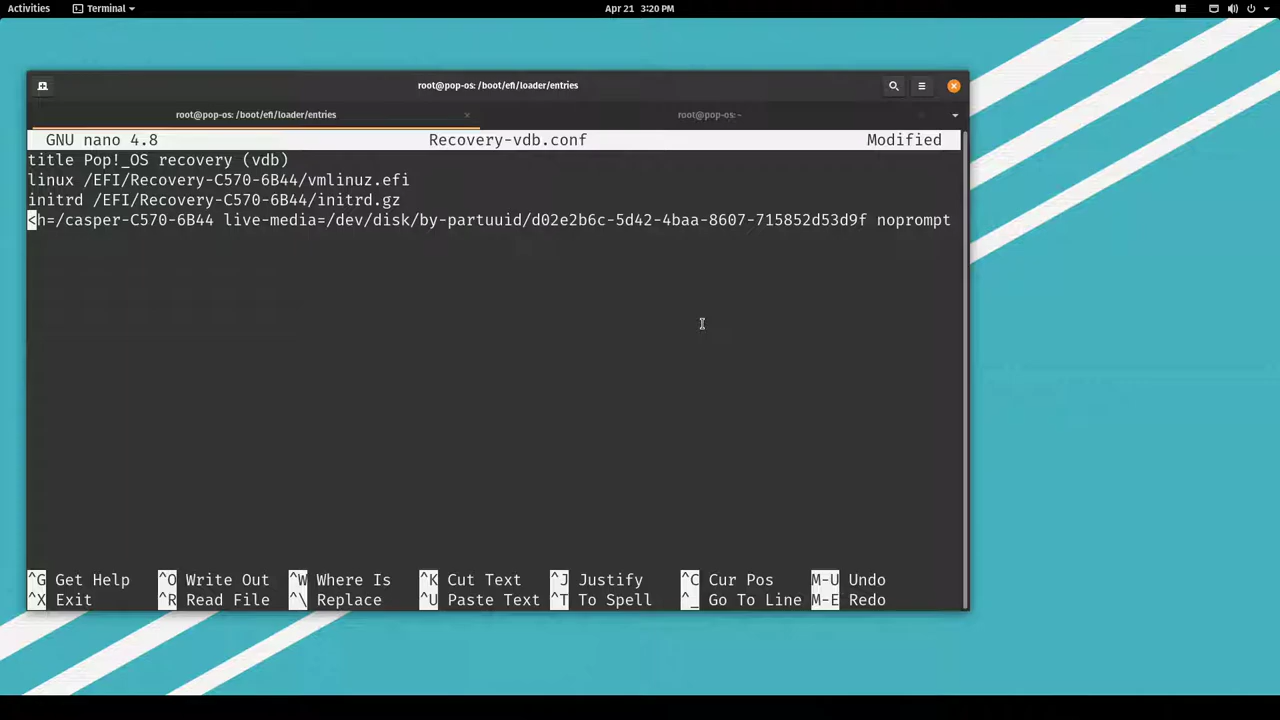 Activities Terminal Apr 21 3:20 PM
root@pop-os: /boot/efi/loader/entries
root@pop-os: /boot/efi/loader/entries × root@pop-os: ~
GNU nano 4.8 Recovery-vdb.conf Modified
title Pop!_OS recovery (vdb)
linux /EFI/Recovery-C570-6B44/vmlinuz.efi
initrd /EFI/Recovery-C570-6B44/initrd.gz
<h=/casper-C570-6B44 live-media=/dev/disk/by-partuuid/d02e2b6c-5d42-4baa-8607-715852d53d9f noprompt
^G Get Help ^O Write Out ^W Where Is ^K Cut Text ^J Justify ^C Cur Pos M-U Undo
^X Exit ^R Read File ^\ Replace ^U Paste Text ^T To Spell ^_ Go To Line M-E Redo